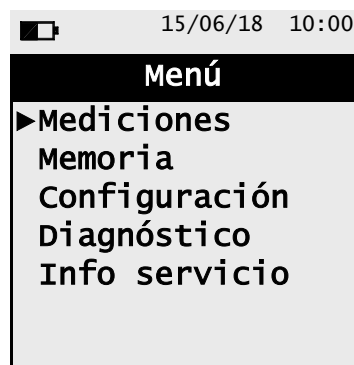 15/06/18 10:00
Menú
Mediciones
Memoria
Configuración
Diagnóstico
Info servicio